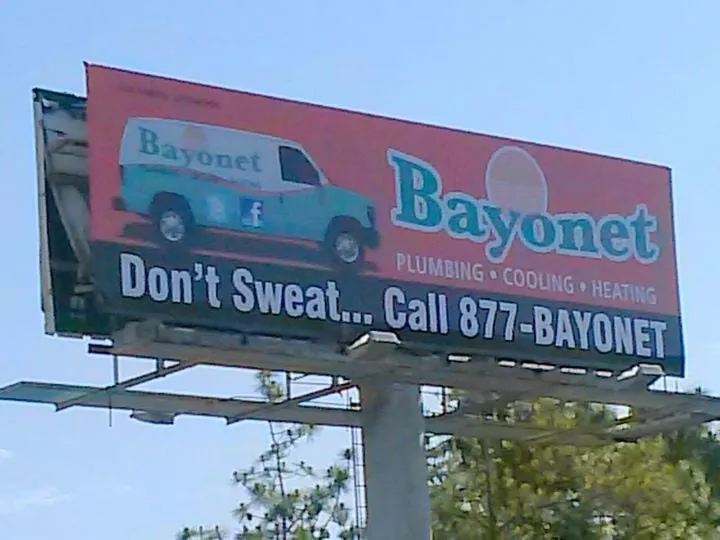 Bayonet
f
Bayonet
PLUMBING • COOLING • HEATING
Don't Sweat... Call 877-BAYONET